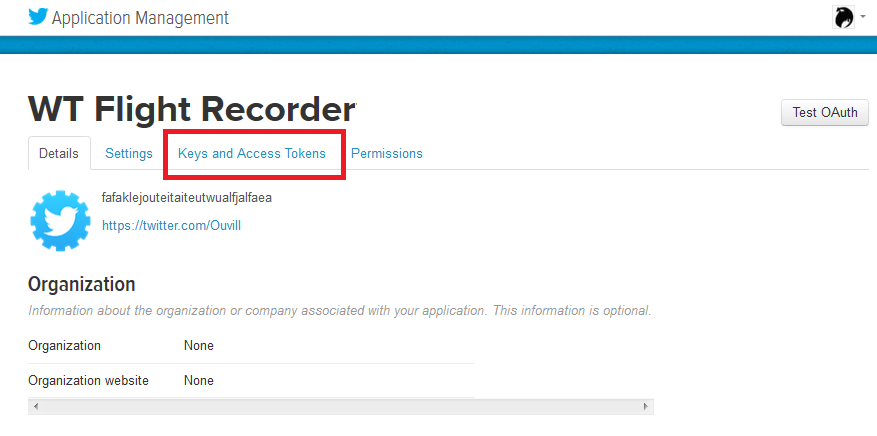 Application Management
WT Flight Recorder
Test OAuth
Details Settings Keys and Access Tokens Permissions
fafaklejouteitaiteutwualfjalfaea
https://twitter.com/Ouvill
Organization
Information about the organization or company associated with your application. This information is optional.
Organization None
Organization website None